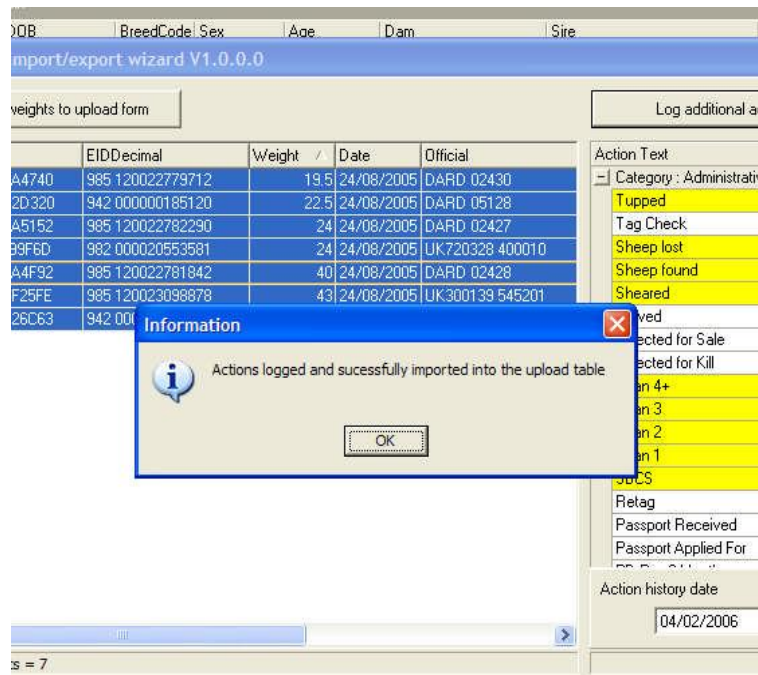 DOB BreedCode Sex Age Dam Sire
mport/export wizard V1.0.0.0
weights to upload form
Log additional a
EIDDecimal Weight Date Official
A4740 985 120022779712 19.5 24/08/2005 DARD 02430
2D320 942 000000185120 22.5 24/08/2005 DARD 05128
A5152 985 120022782290 24 24/08/2005 DARD 02427
99F6D 982 000020553581 24 24/08/2005 UK720328 400010
A4F92 985 120022781842 40 24/08/2005 DARD 02428
F25FE 985 120023098878 43 24/08/2005 UK300139 545201
26C63 942 000
Action Text
Category : Administrativ
Tupped
Tag Check
Sheep lost
Sheep found
Sheared
ved
ected for Sale
ected for Kill
an 4+
an 3
an 2
an 1
Retag
Passport Received
Passport Applied For
Information
Actions logged and sucessfully imported into the upload table
OK
Action history date
04/02/2006
s = 7